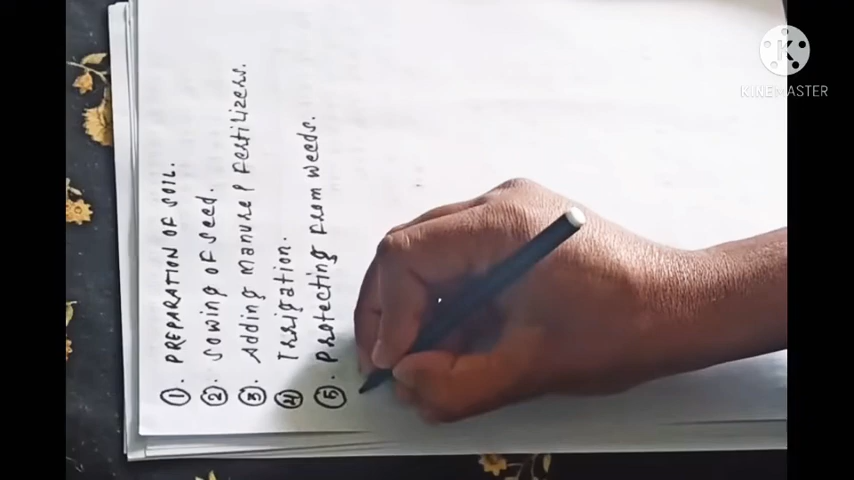 ① . PREPARATION OF SOIL.
② . Sowing of seed.
③ . Adding manure & Fertilizers.
④ Irrigation.
⑤ . Protecting From weeds.
K
KINEMASTER